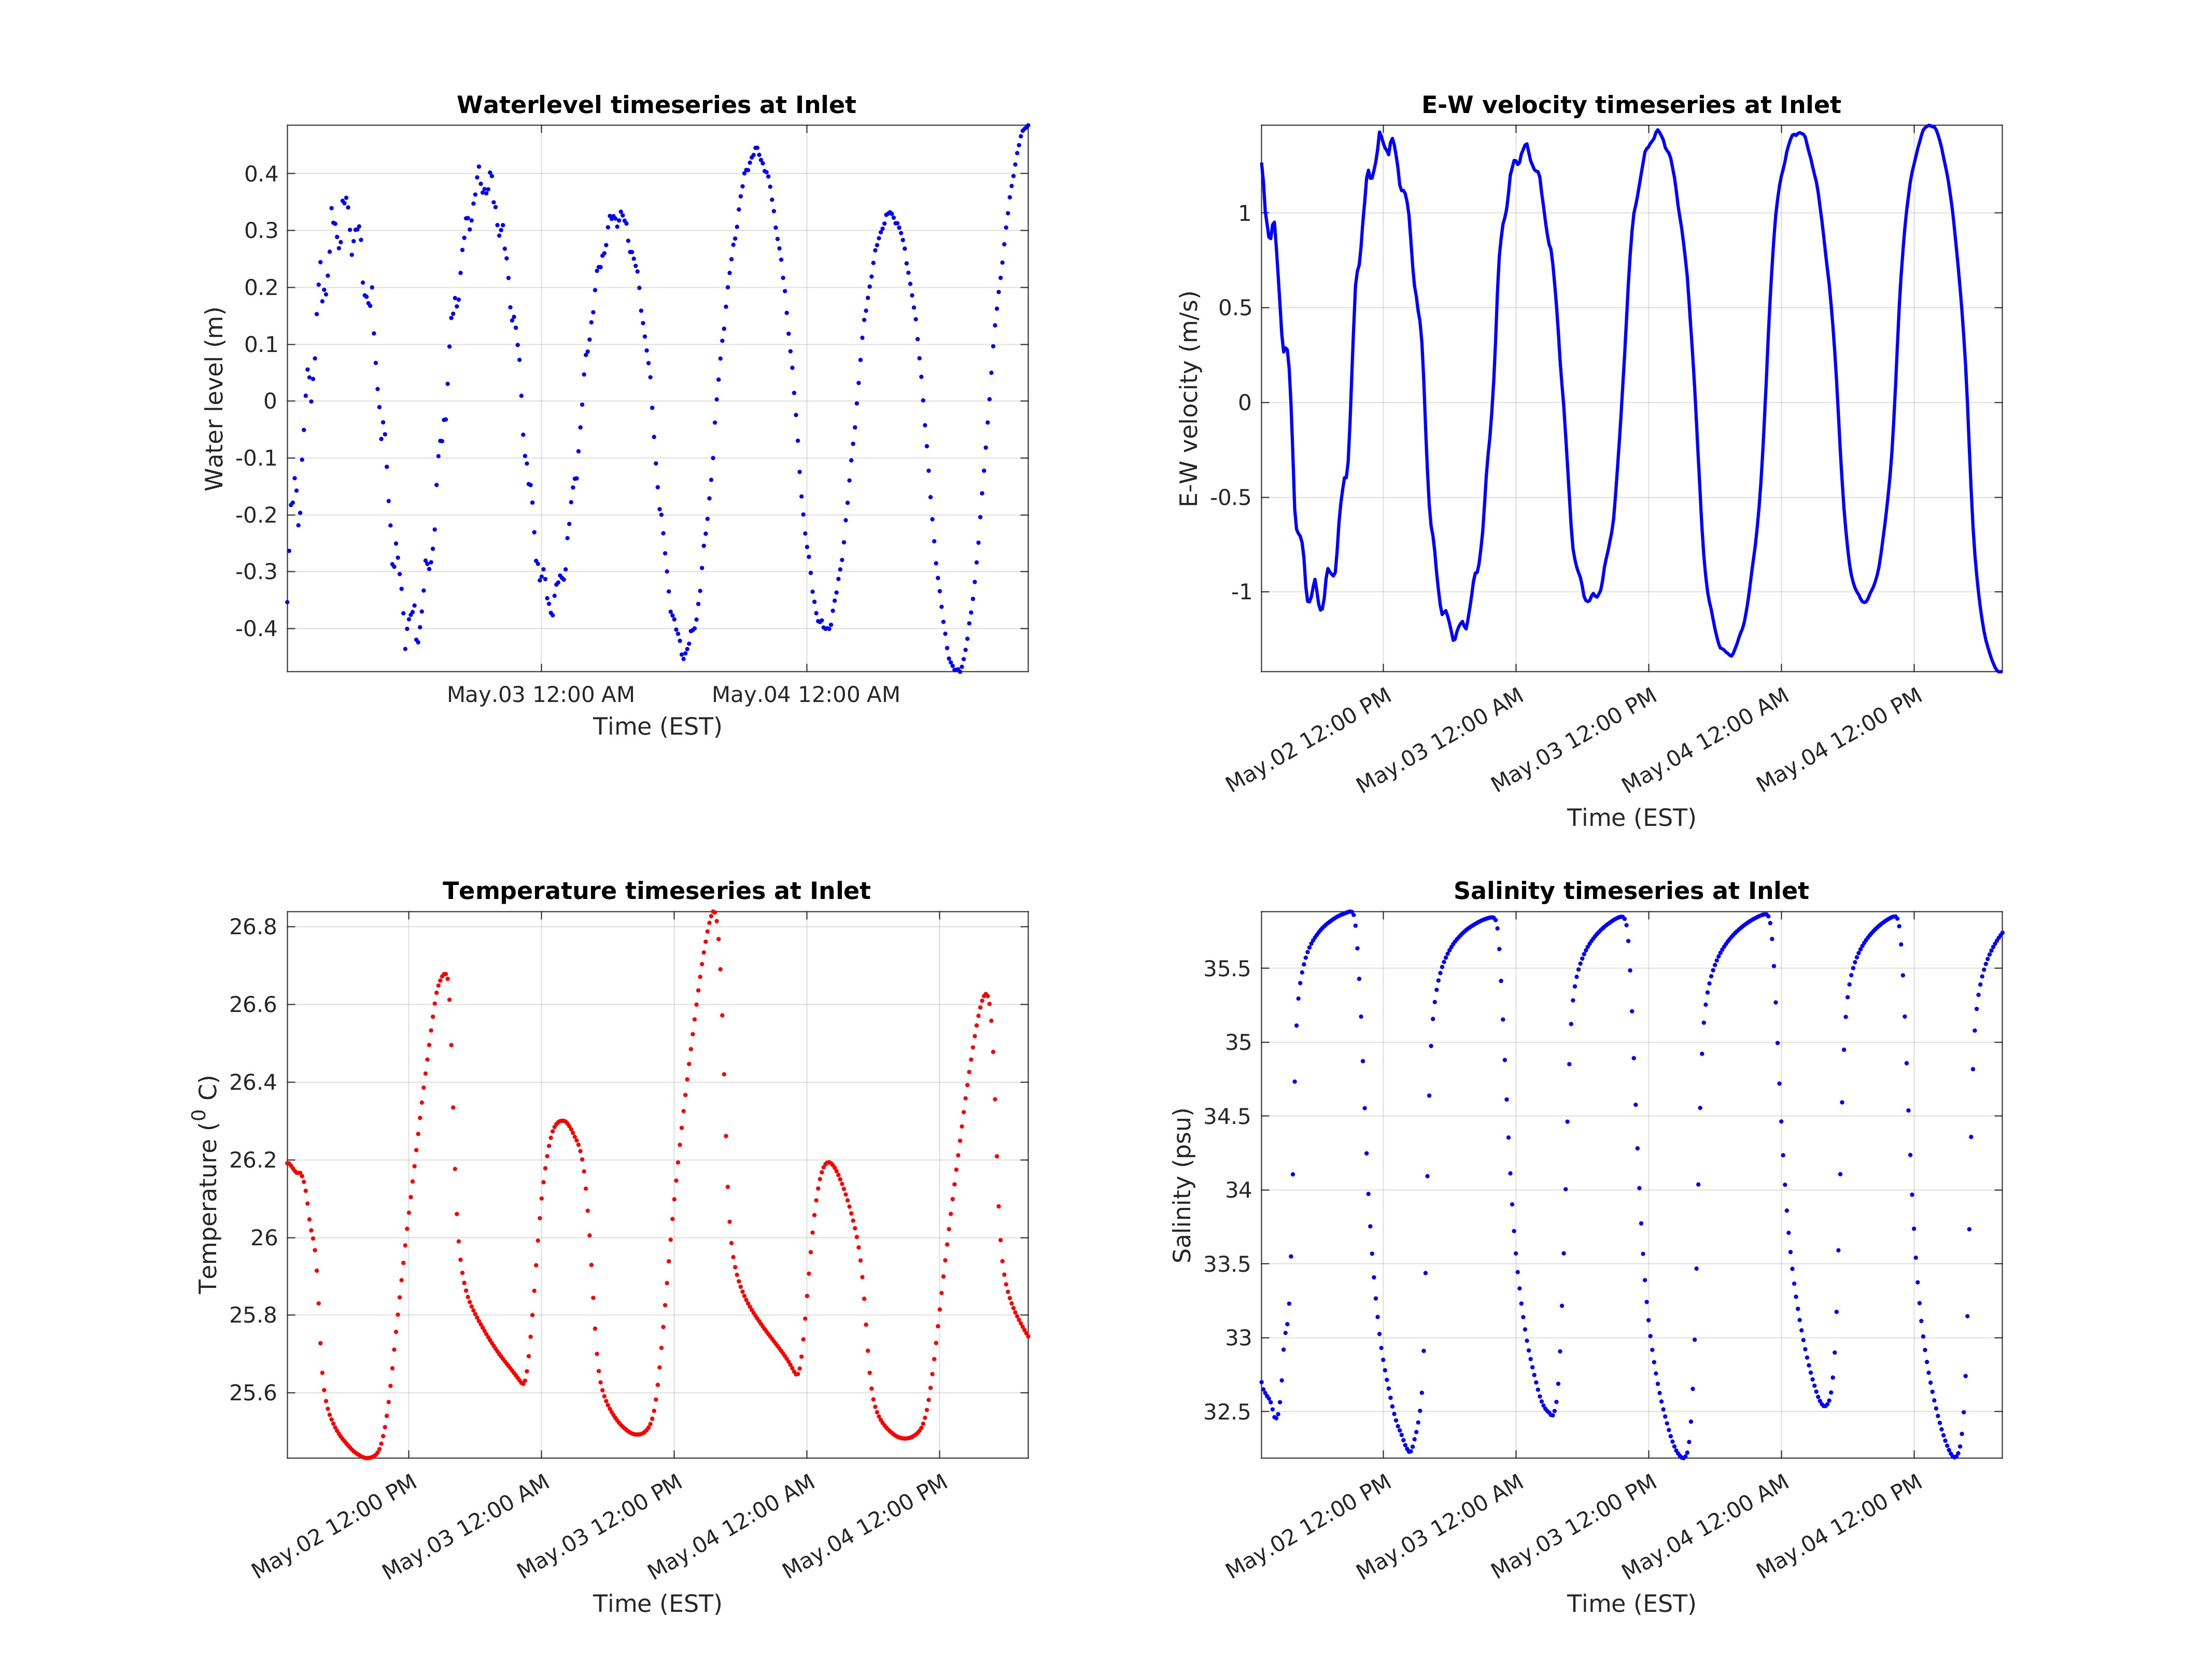 Waterlevel timeseries at Inlet
Water level (m)
0.4
0.3
0.2
0.1
0
-0.1
-0.2
-0.3
-0.4
May.03 12:00 AM May.04 12:00 AM
Time (EST)
E-W velocity timeseries at Inlet
E-W velocity (m/s)
1
0.5
0
-0.5
-1
May.02 12:00 PM
May.03 12:00 AM
May.03 12:00 PM
May.04 12:00 AM
May.04 12:00 PM
Time (EST)
Temperature timeseries at Inlet
Temperature (⁰ C)
26.8
26.6
26.4
26.2
26
25.8
25.6
May.02 12:00 PM
May.03 12:00 AM
May.03 12:00 PM
May.04 12:00 AM
May.04 12:00 PM
Time (EST)
Salinity timeseries at Inlet
Salinity (psu)
35.5
35
34.5
34
33.5
33
32.5
May.02 12:00 PM
May.03 12:00 AM
May.03 12:00 PM
May.04 12:00 AM
May.04 12:00 PM
Time (EST)